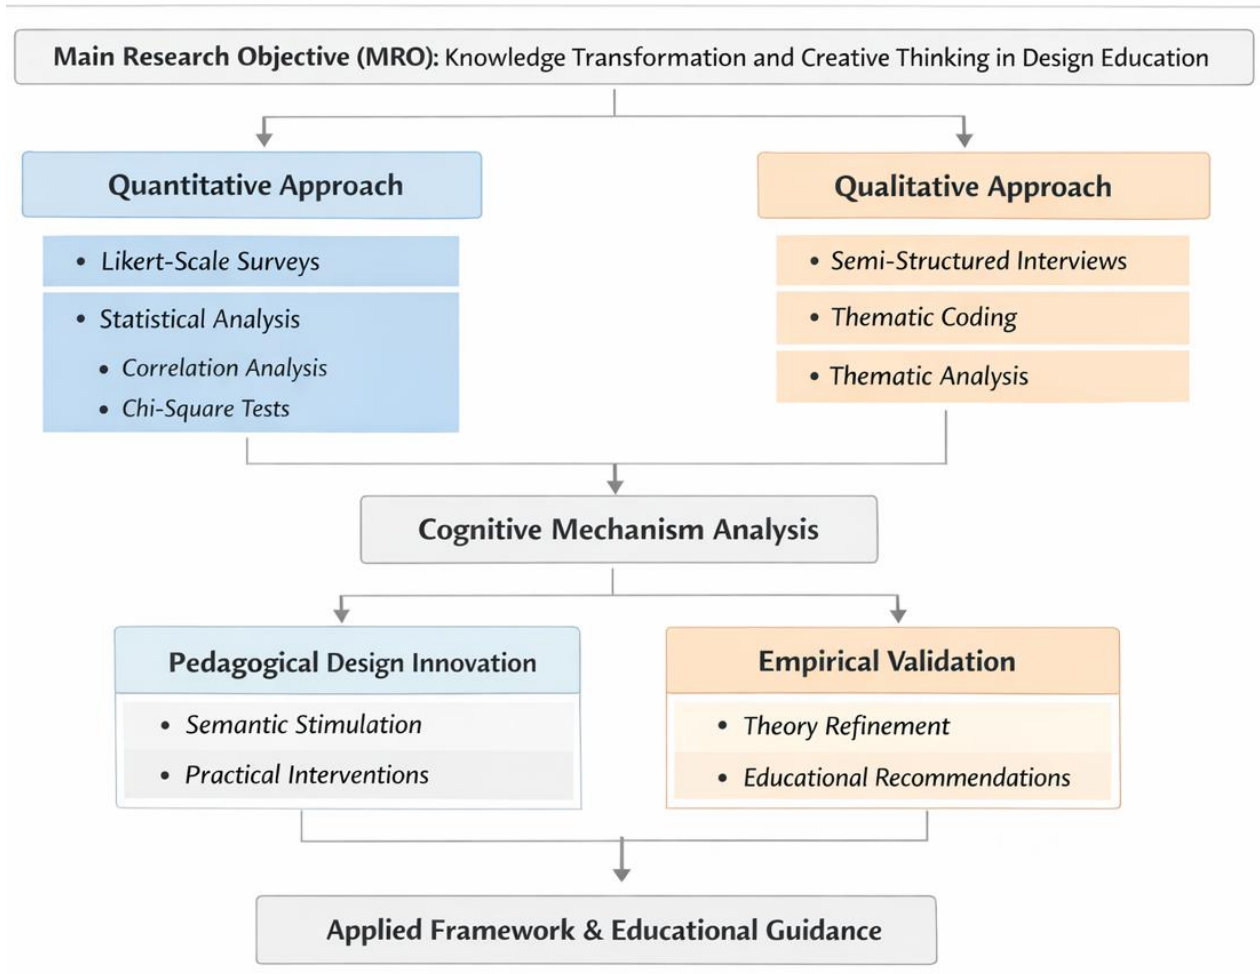 Main Research Objective (MRO): Knowledge Transformation and Creative Thinking in Design Education
Quantitative Approach
• Likert-Scale Surveys
• Statistical Analysis
• Correlation Analysis
• Chi-Square Tests
Qualitative Approach
• Semi-Structured Interviews
• Thematic Coding
• Thematic Analysis
Cognitive Mechanism Analysis
Pedagogical Design Innovation
• Semantic Stimulation
• Practical Interventions
Empirical Validation
• Theory Refinement
• Educational Recommendations
Applied Framework & Educational Guidance